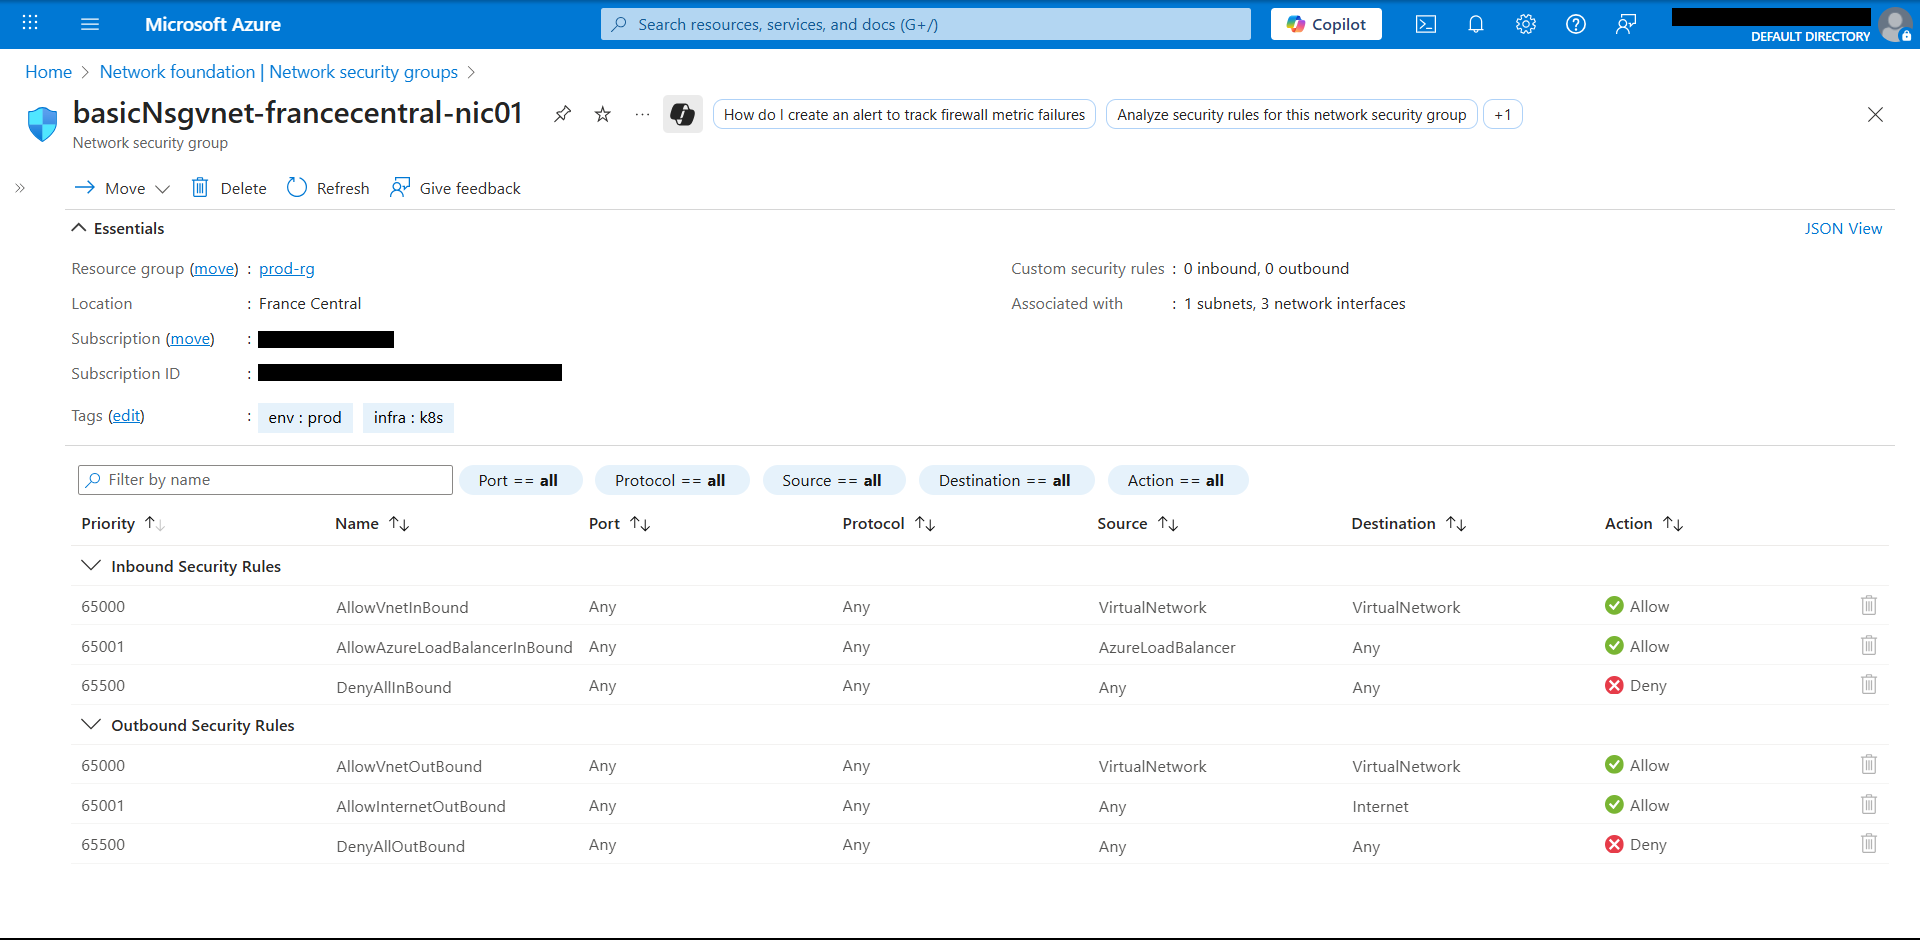 Microsoft Azure
Search resources, services, and docs (G+/)
Copilot
DEFAULT DIRECTORY
Home > Network foundation | Network security groups >
basicNsgvnet-francecentral-nic01
Network security group
How do I create an alert to track firewall metric failures
Analyze security rules for this network security group
+1
Move
Delete
Refresh
Give feedback
Essentials
JSON View
Resource group (move) : prod-rg
Location : France Central
Subscription (move) :
Subscription ID :
Tags (edit) : env : prod infra : k8s
Custom security rules : 0 inbound, 0 outbound
Associated with : 1 subnets, 3 network interfaces
Filter by name
Port == all
Protocol == all
Source == all
Destination == all
Action == all
Priority Name Port Protocol Source Destination Action
Inbound Security Rules
65000 AllowVnetInBound Any Any VirtualNetwork VirtualNetwork Allow
65001 AllowAzureLoadBalancerInBound Any Any AzureLoadBalancer Any Allow
65500 DenyAllInBound Any Any Any Any Deny
Outbound Security Rules
65000 AllowVnetOutBound Any Any VirtualNetwork VirtualNetwork Allow
65001 AllowInternetOutBound Any Any Any Internet Allow
65500 DenyAllOutBound Any Any Any Any Deny